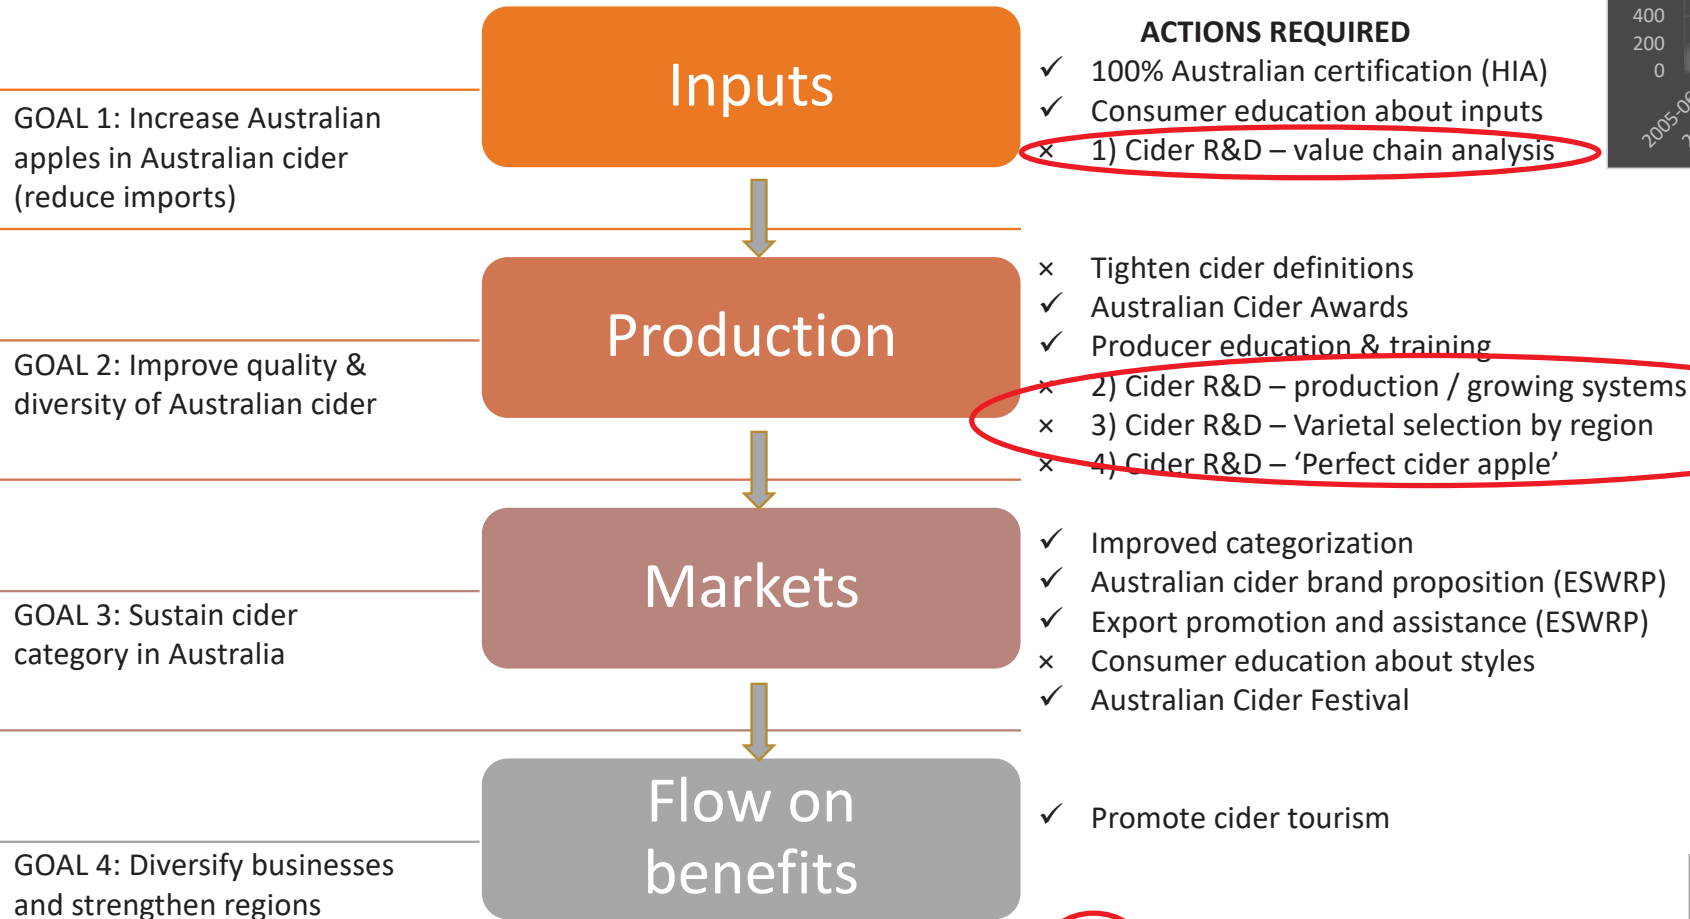 ACTIONS REQUIRED
Inputs
GOAL 1: Increase Australian
apples in Australian cider
(reduce imports)
✓ 100% Australian certification (HIA)
✓ Consumer education about inputs
× 1) Cider R&D – value chain analysis
400
200
0
2005-06
Production
GOAL 2: Improve quality &
diversity of Australian cider
× Tighten cider definitions
✓ Australian Cider Awards
✓ Producer education & training
× 2) Cider R&D – production / growing systems
× 3) Cider R&D – Varietal selection by region
× 4) Cider R&D – ‘Perfect cider apple’
Markets
GOAL 3: Sustain cider
category in Australia
✓ Improved categorization
✓ Australian cider brand proposition (ESWRP)
✓ Export promotion and assistance (ESWRP)
× Consumer education about styles
✓ Australian Cider Festival
Flow on
benefits
GOAL 4: Diversify businesses
and strengthen regions
✓ Promote cider tourism